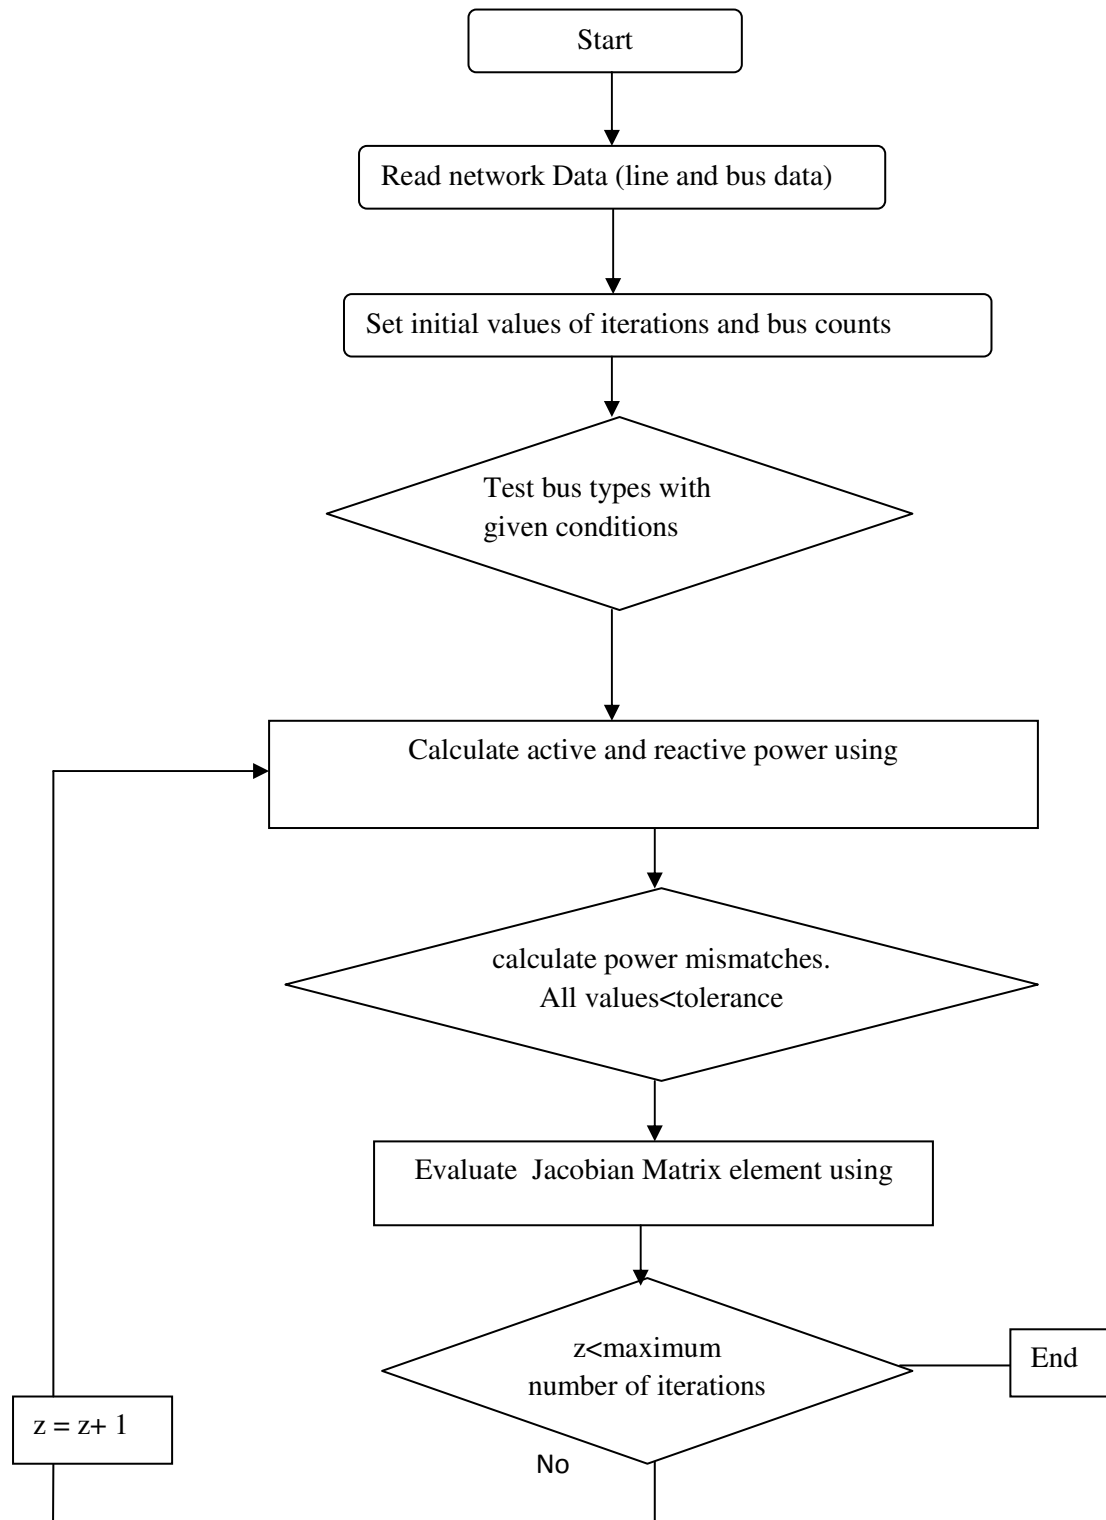 Start
Read network Data (line and bus data)
Set initial values of iterations and bus counts
Test bus types with
given conditions
Calculate active and reactive power using
calculate power mismatches.
All values<tolerance
Evaluate  Jacobian Matrix element using
z<maximum
number of iterations
End
z = z+ 1
No